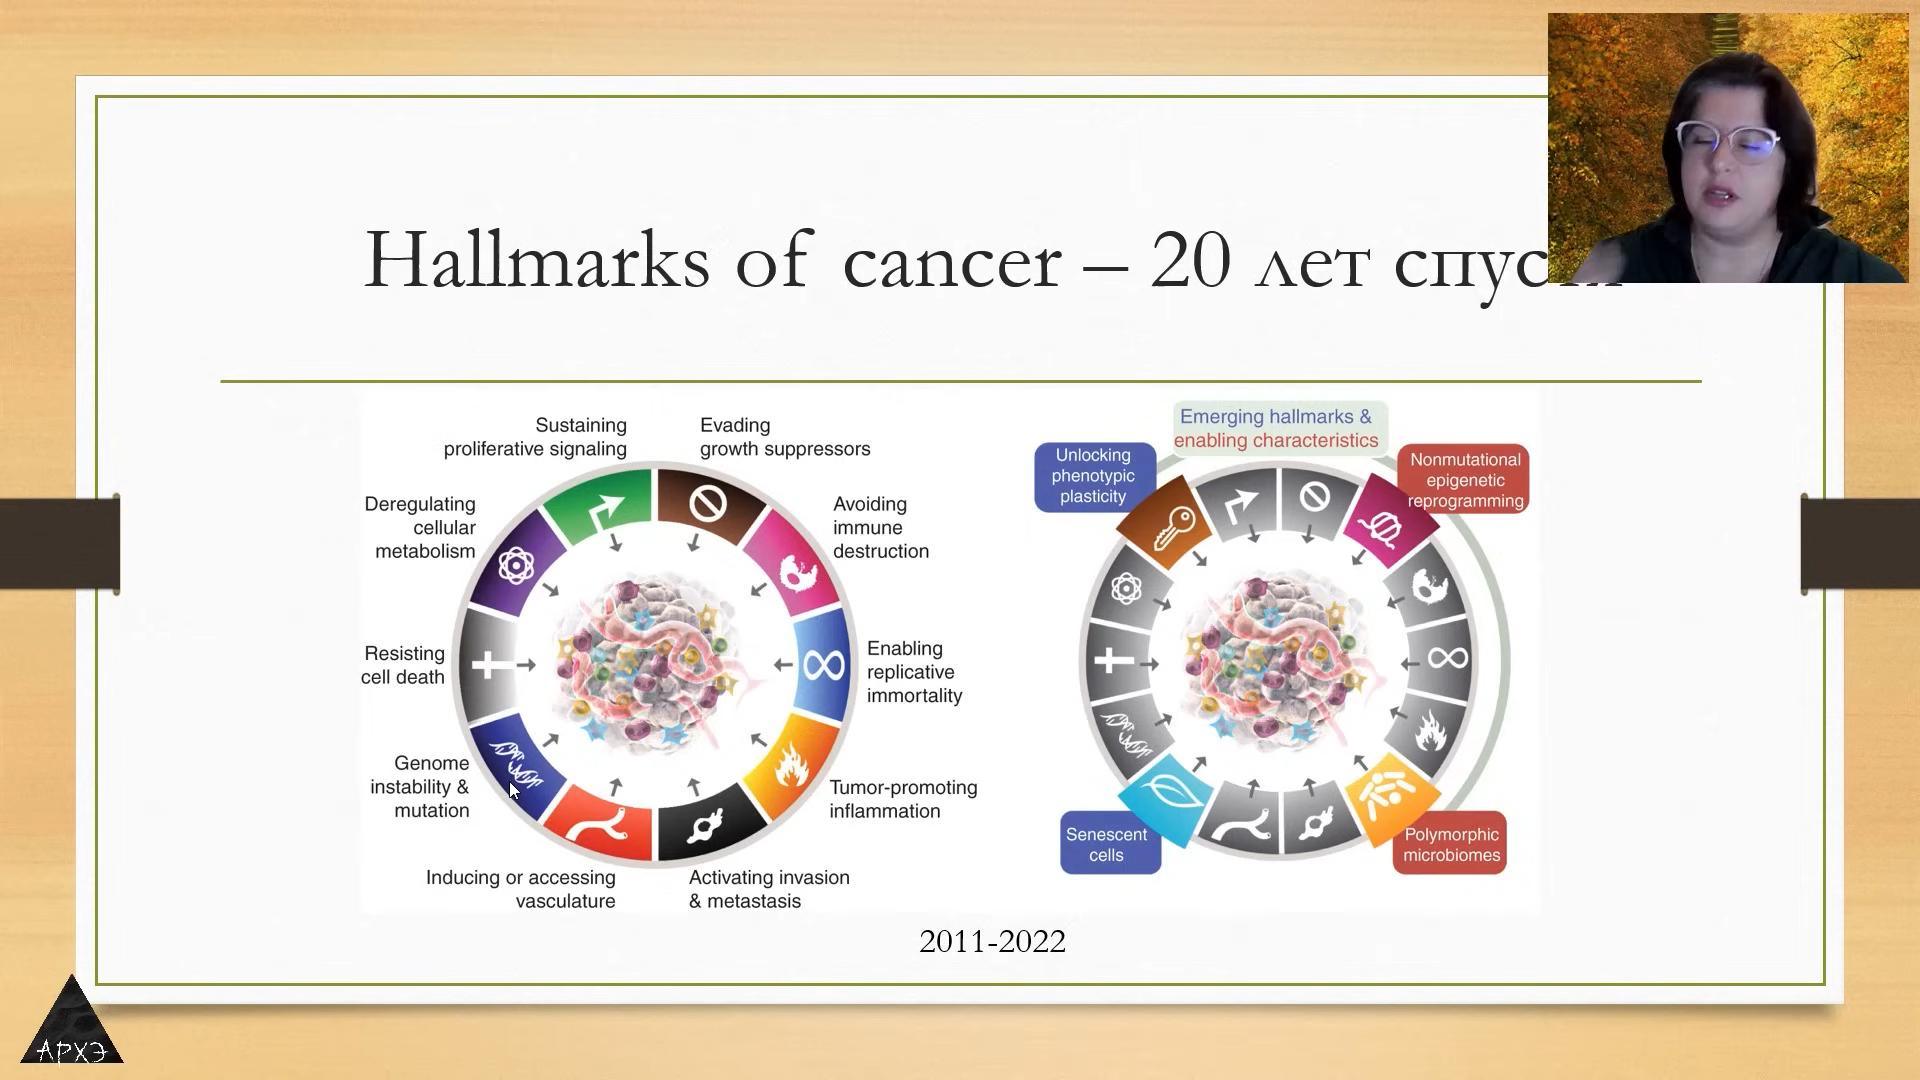 Hallmarks of cancer – 20 лет
Sustaining
proliferative signaling
Evading
growth suppressors
Deregulating
cellular
metabolism
Avoiding
immune
destruction
Resisting
cell death
Enabling
replicative
immortality
Genome
instability &
mutation
Tumor-promoting
inflammation
Inducing or accessing
vasculature
Activating invasion
& metastasis
Emerging hallmarks &
enabling characteristics
Unlocking
phenotypic
plasticity
Nonmutational
epigenetic
reprogramming
Senescent
cells
Polymorphic
microbiomes
2011-2022
АРХЭ